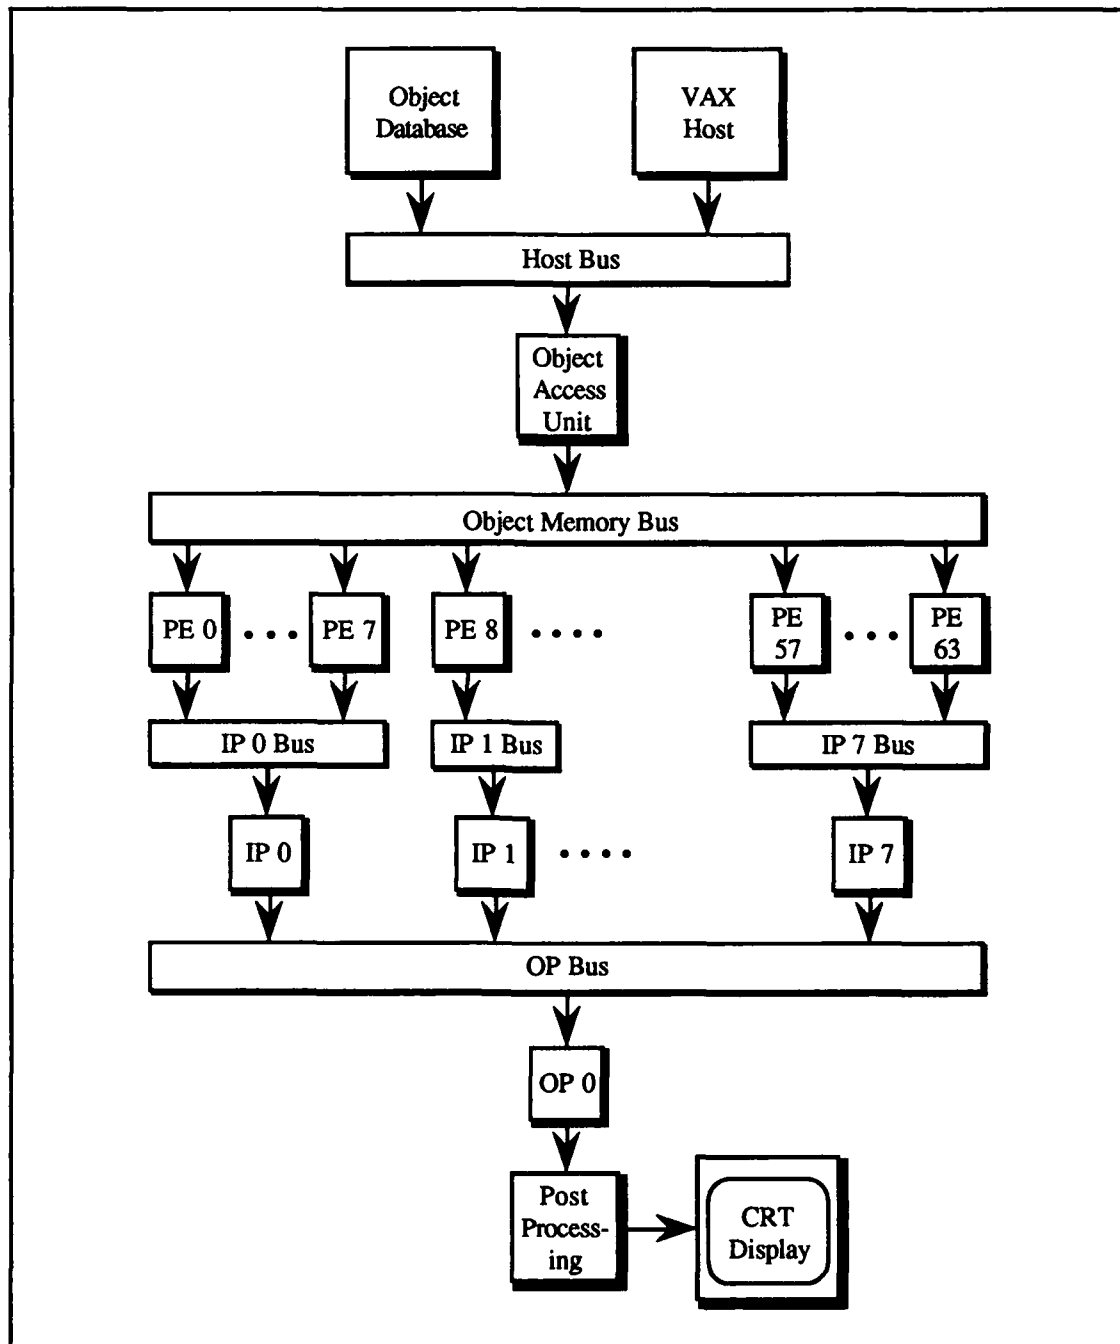 Object
Database
VAX
Host
Host Bus
Object
Access
Unit
Object Memory Bus
PE 0 • • • PE 7 PE 8 • • • • PE
57 • • • PE
63
IP 0 Bus IP 1 Bus IP 7 Bus
IP 0 IP 1 • • • • IP 7
OP Bus
OP 0
Post
Process-
ing
CRT
Display